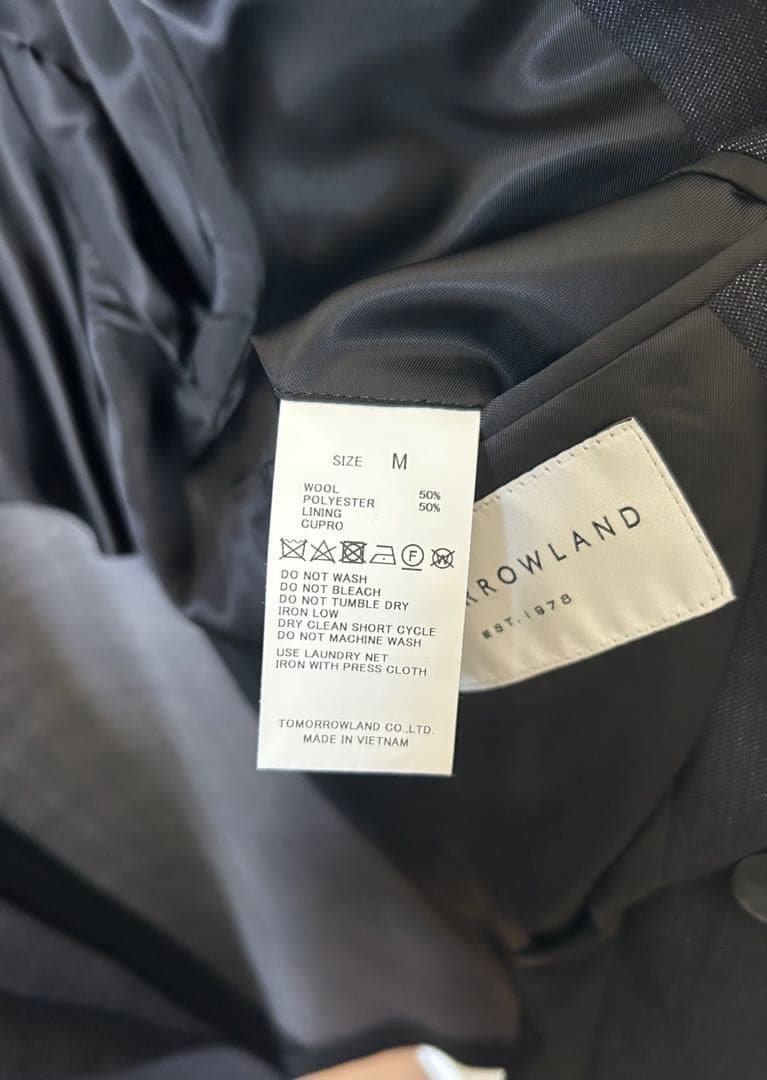 SIZE M
WOOL 50%
POLYESTER 50%
LINING
CUPRO
F W
DO NOT WASH
DO NOT BLEACH
DO NOT TUMBLE DRY
IRON LOW
DRY CLEAN SHORT CYCLE
DO NOT MACHINE WASH
USE LAUNDRY NET
IRON WITH PRESS CLOTH
TOMORROWLAND CO.,LTD.
MADE IN VIETNAM
RROWLAND
EST. 1978